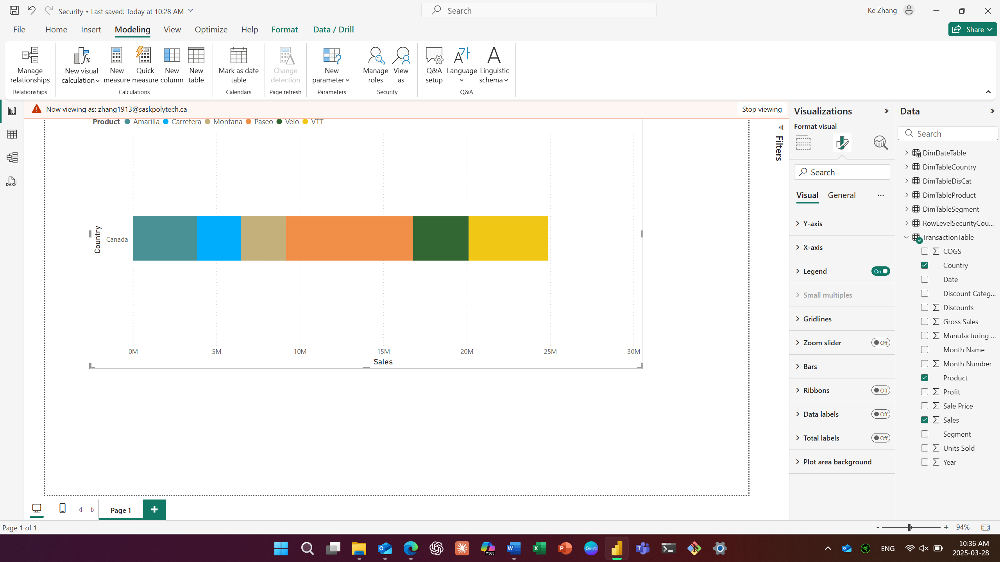 Security • Last saved: Today at 10:28 AM
Search
Ke Zhang
File Home Insert Modeling View Optimize Help Format Data / Drill
Share
Manage relationships
New visual calculation
New measure
Quick measure
New column
New table
Mark as date table
Change detection
New parameter
Manage roles
View as
Q&A setup
Language
Linguistic schema
Relationships
Calculations
Calendars
Page refresh
Parameters
Security
Q&A
Now viewing as: zhang1913@saskpolytech.ca
Stop viewing
Product Amarilla Carretera Montana Paseo Velo VTT
Country
Canada
0M 5M 10M 15M 20M 25M 30M
Sales
Filters
Visualizations
Format visual
Search
Visual General ...
Y-axis
X-axis
Legend On
Small multiples
Gridlines
Zoom slider Off
Bars
Ribbons Off
Data labels Off
Total labels Off
Plot area background
Data
Search
DimDateTable
DimTableCountry
DimTableDisCat
DimTableProduct
DimTableSegment
RowLevelSecurityCou...
TransactionTable
COGS
Country
Date
Discount Categ...
Discounts
Gross Sales
Manufacturing ...
Month Name
Month Number
Product
Profit
Sale Price
Sales
Segment
Units Sold
Year
DAX
Page 1
Page 1 of 1
- + 94%
M365
Canva
ENG
10:36 AM
2025-03-28